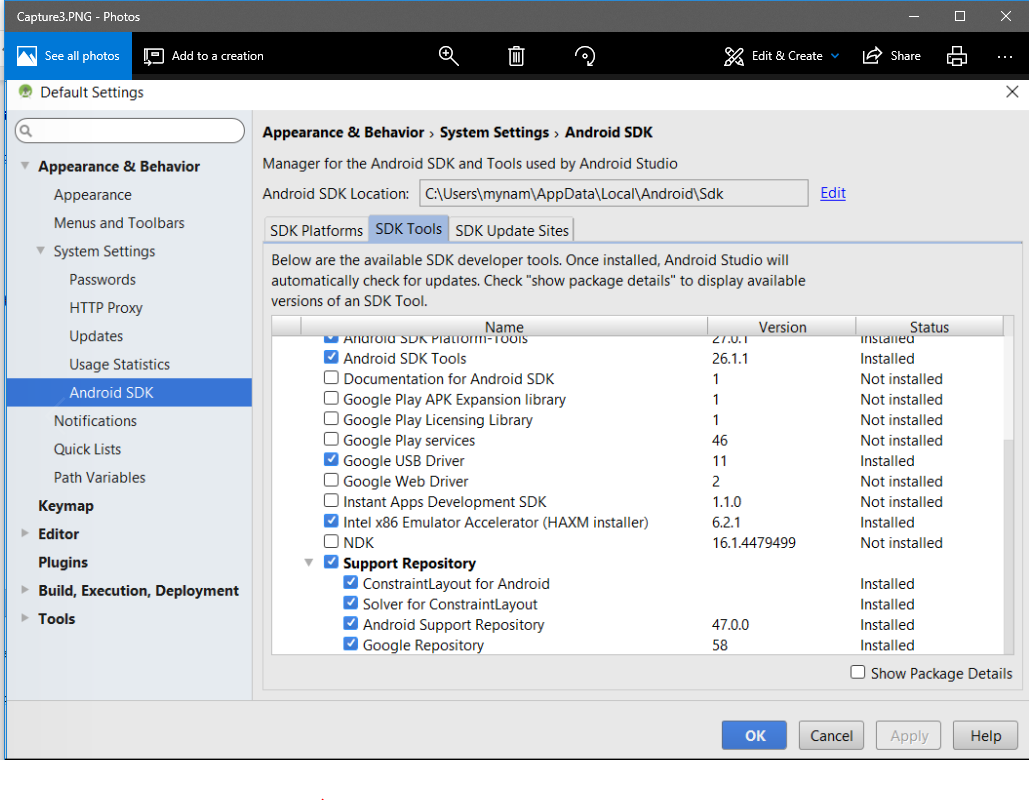 Capture3.PNG - Photos
See all photos
Add to a creation
Edit & Create
Share
Default Settings
Appearance & Behavior
Appearance
Menus and Toolbars
System Settings
Passwords
HTTP Proxy
Updates
Usage Statistics
Android SDK
Notifications
Quick Lists
Path Variables
Keymap
Editor
Plugins
Build, Execution, Deployment
Tools
Appearance & Behavior › System Settings › Android SDK
Manager for the Android SDK and Tools used by Android Studio
Android SDK Location: C:\Users\mynam\AppData\Local\Android\Sdk Edit
SDK Platforms SDK Tools SDK Update Sites
Below are the available SDK developer tools. Once installed, Android Studio will
automatically check for updates. Check "show package details" to display available
versions of an SDK Tool.
Name Version Status
Android SDK Platform-Tools 27.0.1 Installed
Android SDK Tools 26.1.1 Installed
Documentation for Android SDK 1 Not installed
Google Play APK Expansion library 1 Not installed
Google Play Licensing Library 1 Not installed
Google Play services 46 Not installed
Google USB Driver 11 Installed
Google Web Driver 2 Not installed
Instant Apps Development SDK 1.1.0 Not installed
Intel x86 Emulator Accelerator (HAXM installer) 6.2.1 Installed
NDK 16.1.4479499 Not installed
Support Repository
ConstraintLayout for Android Installed
Solver for ConstraintLayout Installed
Android Support Repository 47.0.0 Installed
Google Repository 58 Installed
Show Package Details
OK Cancel Apply Help